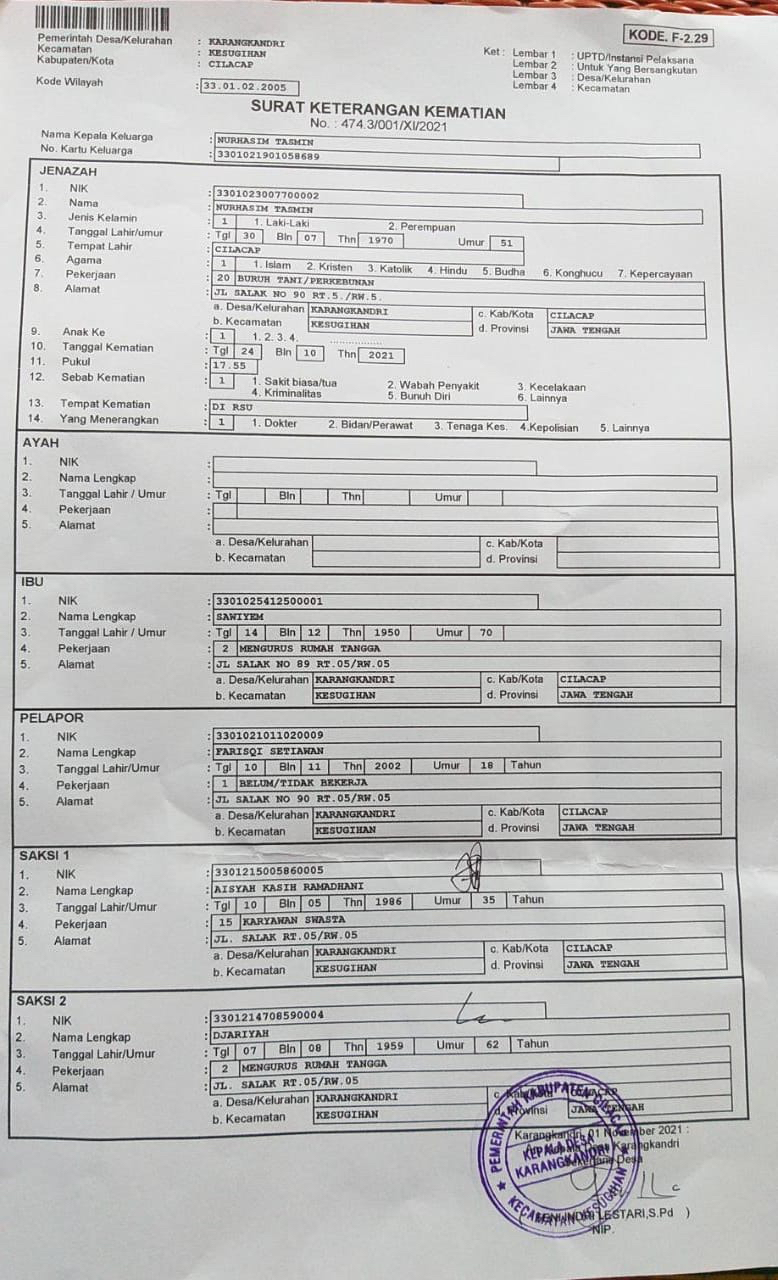 KODE. F-2.29
Pemerintah Desa/Kelurahan : KARANGKANDRI
Kecamatan : KESUGIHAN
Kabupaten/Kota : CILACAP
Ket : Lembar 1 : UPTD/Instansi Pelaksana
Lembar 2 : Untuk Yang Bersangkutan
Lembar 3 : Desa/Kelurahan
Lembar 4 : Kecamatan
Kode Wilayah : 33.01.02.2005
SURAT KETERANGAN KEMATIAN
No. : 474.3/001/XI/2021
Nama Kepala Keluarga : NURHASIM TASMIN
No. Kartu Keluarga : 3301021901058689
JENAZAH
1. NIK : 3301023007700002
2. Nama : NURHASIM TASMIN
3. Jenis Kelamin : 1 1. Laki-Laki 2. Perempuan
4. Tanggal Lahir/umur : Tgl 30 Bln 07 Thn 1970 Umur 51
5. Tempat Lahir : CILACAP
6. Agama : 1 1. Islam 2. Kristen 3. Katolik 4. Hindu 5. Budha 6. Konghucu 7. Kepercayaan
7. Pekerjaan : 20 BURUH TANI/PERKEBUNAN
8. Alamat : JL SALAK NO 90 RT.5./RW.5.
a. Desa/Kelurahan KARANGKANDRI c. Kab/Kota CILACAP
b. Kecamatan KESUGIHAN d. Provinsi JAWA TENGAH
9. Anak Ke : 1 1. 2. 3. 4. ..................
10. Tanggal Kematian : Tgl 24 Bln 10 Thn 2021
11. Pukul : 17.55
12. Sebab Kematian : 1 1. Sakit biasa/tua 2. Wabah Penyakit 3. Kecelakaan
4. Kriminalitas 5. Bunuh Diri 6. Lainnya
13. Tempat Kematian : DI RSU
14. Yang Menerangkan : 1 1. Dokter 2. Bidan/Perawat 3. Tenaga Kes. 4.Kepolisian 5. Lainnya
AYAH
1. NIK :
2. Nama Lengkap :
3. Tanggal Lahir / Umur : Tgl Bln Thn Umur
4. Pekerjaan :
5. Alamat :
a. Desa/Kelurahan c. Kab/Kota
b. Kecamatan d. Provinsi
IBU
1. NIK : 3301025412500001
2. Nama Lengkap : SAWIYEM
3. Tanggal Lahir / Umur : Tgl 14 Bln 12 Thn 1950 Umur 70
4. Pekerjaan : 2 MENGURUS RUMAH TANGGA
5. Alamat : JL SALAK NO 89 RT.05/RW.05
a. Desa/Kelurahan KARANGKANDRI c. Kab/Kota CILACAP
b. Kecamatan KESUGIHAN d. Provinsi JAWA TENGAH
PELAPOR
1. NIK : 3301021011020009
2. Nama Lengkap : FARISQI SETIAWAN
3. Tanggal Lahir/Umur : Tgl 10 Bln 11 Thn 2002 Umur 18 Tahun
4. Pekerjaan : 1 BELUM/TIDAK BEKERJA
5. Alamat : JL SALAK NO 90 RT.05/RW.05
a. Desa/Kelurahan KARANGKANDRI c. Kab/Kota CILACAP
b. Kecamatan KESUGIHAN d. Provinsi JAWA TENGAH
SAKSI 1
1. NIK : 3301215005860005
2. Nama Lengkap : AISYAH KASIH RAMADHANI
3. Tanggal Lahir/Umur : Tgl 10 Bln 05 Thn 1986 Umur 35 Tahun
4. Pekerjaan : 15 KARYAWAN SWASTA
5. Alamat : JL. SALAK RT.05/RW.05
a. Desa/Kelurahan KARANGKANDRI c. Kab/Kota CILACAP
b. Kecamatan KESUGIHAN d. Provinsi JAWA TENGAH
SAKSI 2
1. NIK : 3301214708590004
2. Nama Lengkap : DJARIYAH
3. Tanggal Lahir/Umur : Tgl 07 Bln 08 Thn 1959 Umur 62 Tahun
4. Pekerjaan : 2 MENGURUS RUMAH TANGGA
5. Alamat : JL. SALAK RT.05/RW.05
a. Desa/Kelurahan KARANGKANDRI c. CILACAP
b. Kecamatan KESUGIHAN d. Provinsi JAWA TENGAH
Karangkandri, 01 November 2021 :
Desa Karangkandri
Desa
PEMERINTAH KABUPATEN CILACAP
KEPALA DESA
KARANGKANDRI
KECAMATAN KESUGIHAN
LESTARI,S.Pd )
NIP.